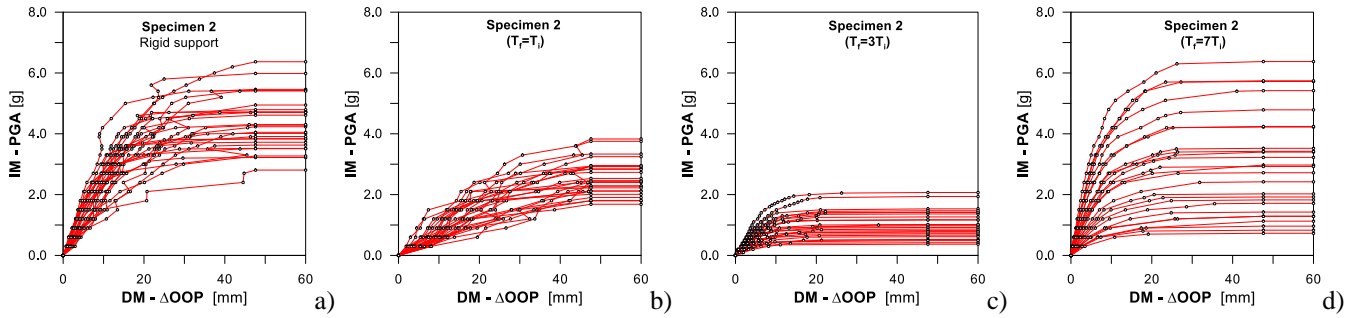 8.0
6.0
4.0
2.0
0.0
IM - PGA [g]
Specimen 2
Rigid support
0 20 40 60
DM - ΔOOP [mm]
a)
8.0
6.0
4.0
2.0
0.0
IM - PGA [g]
Specimen 2
(Tf=Ti)
0 20 40 60
DM - ΔOOP [mm]
b)
8.0
6.0
4.0
2.0
0.0
IM - PGA [g]
Specimen 2
(Tf=3Ti)
0 20 40 60
DM - ΔOOP [mm]
c)
8.0
6.0
4.0
2.0
0.0
IM - PGA [g]
Specimen 2
(Tf=7Ti)
0 20 40 60
DM - ΔOOP [mm]
d)